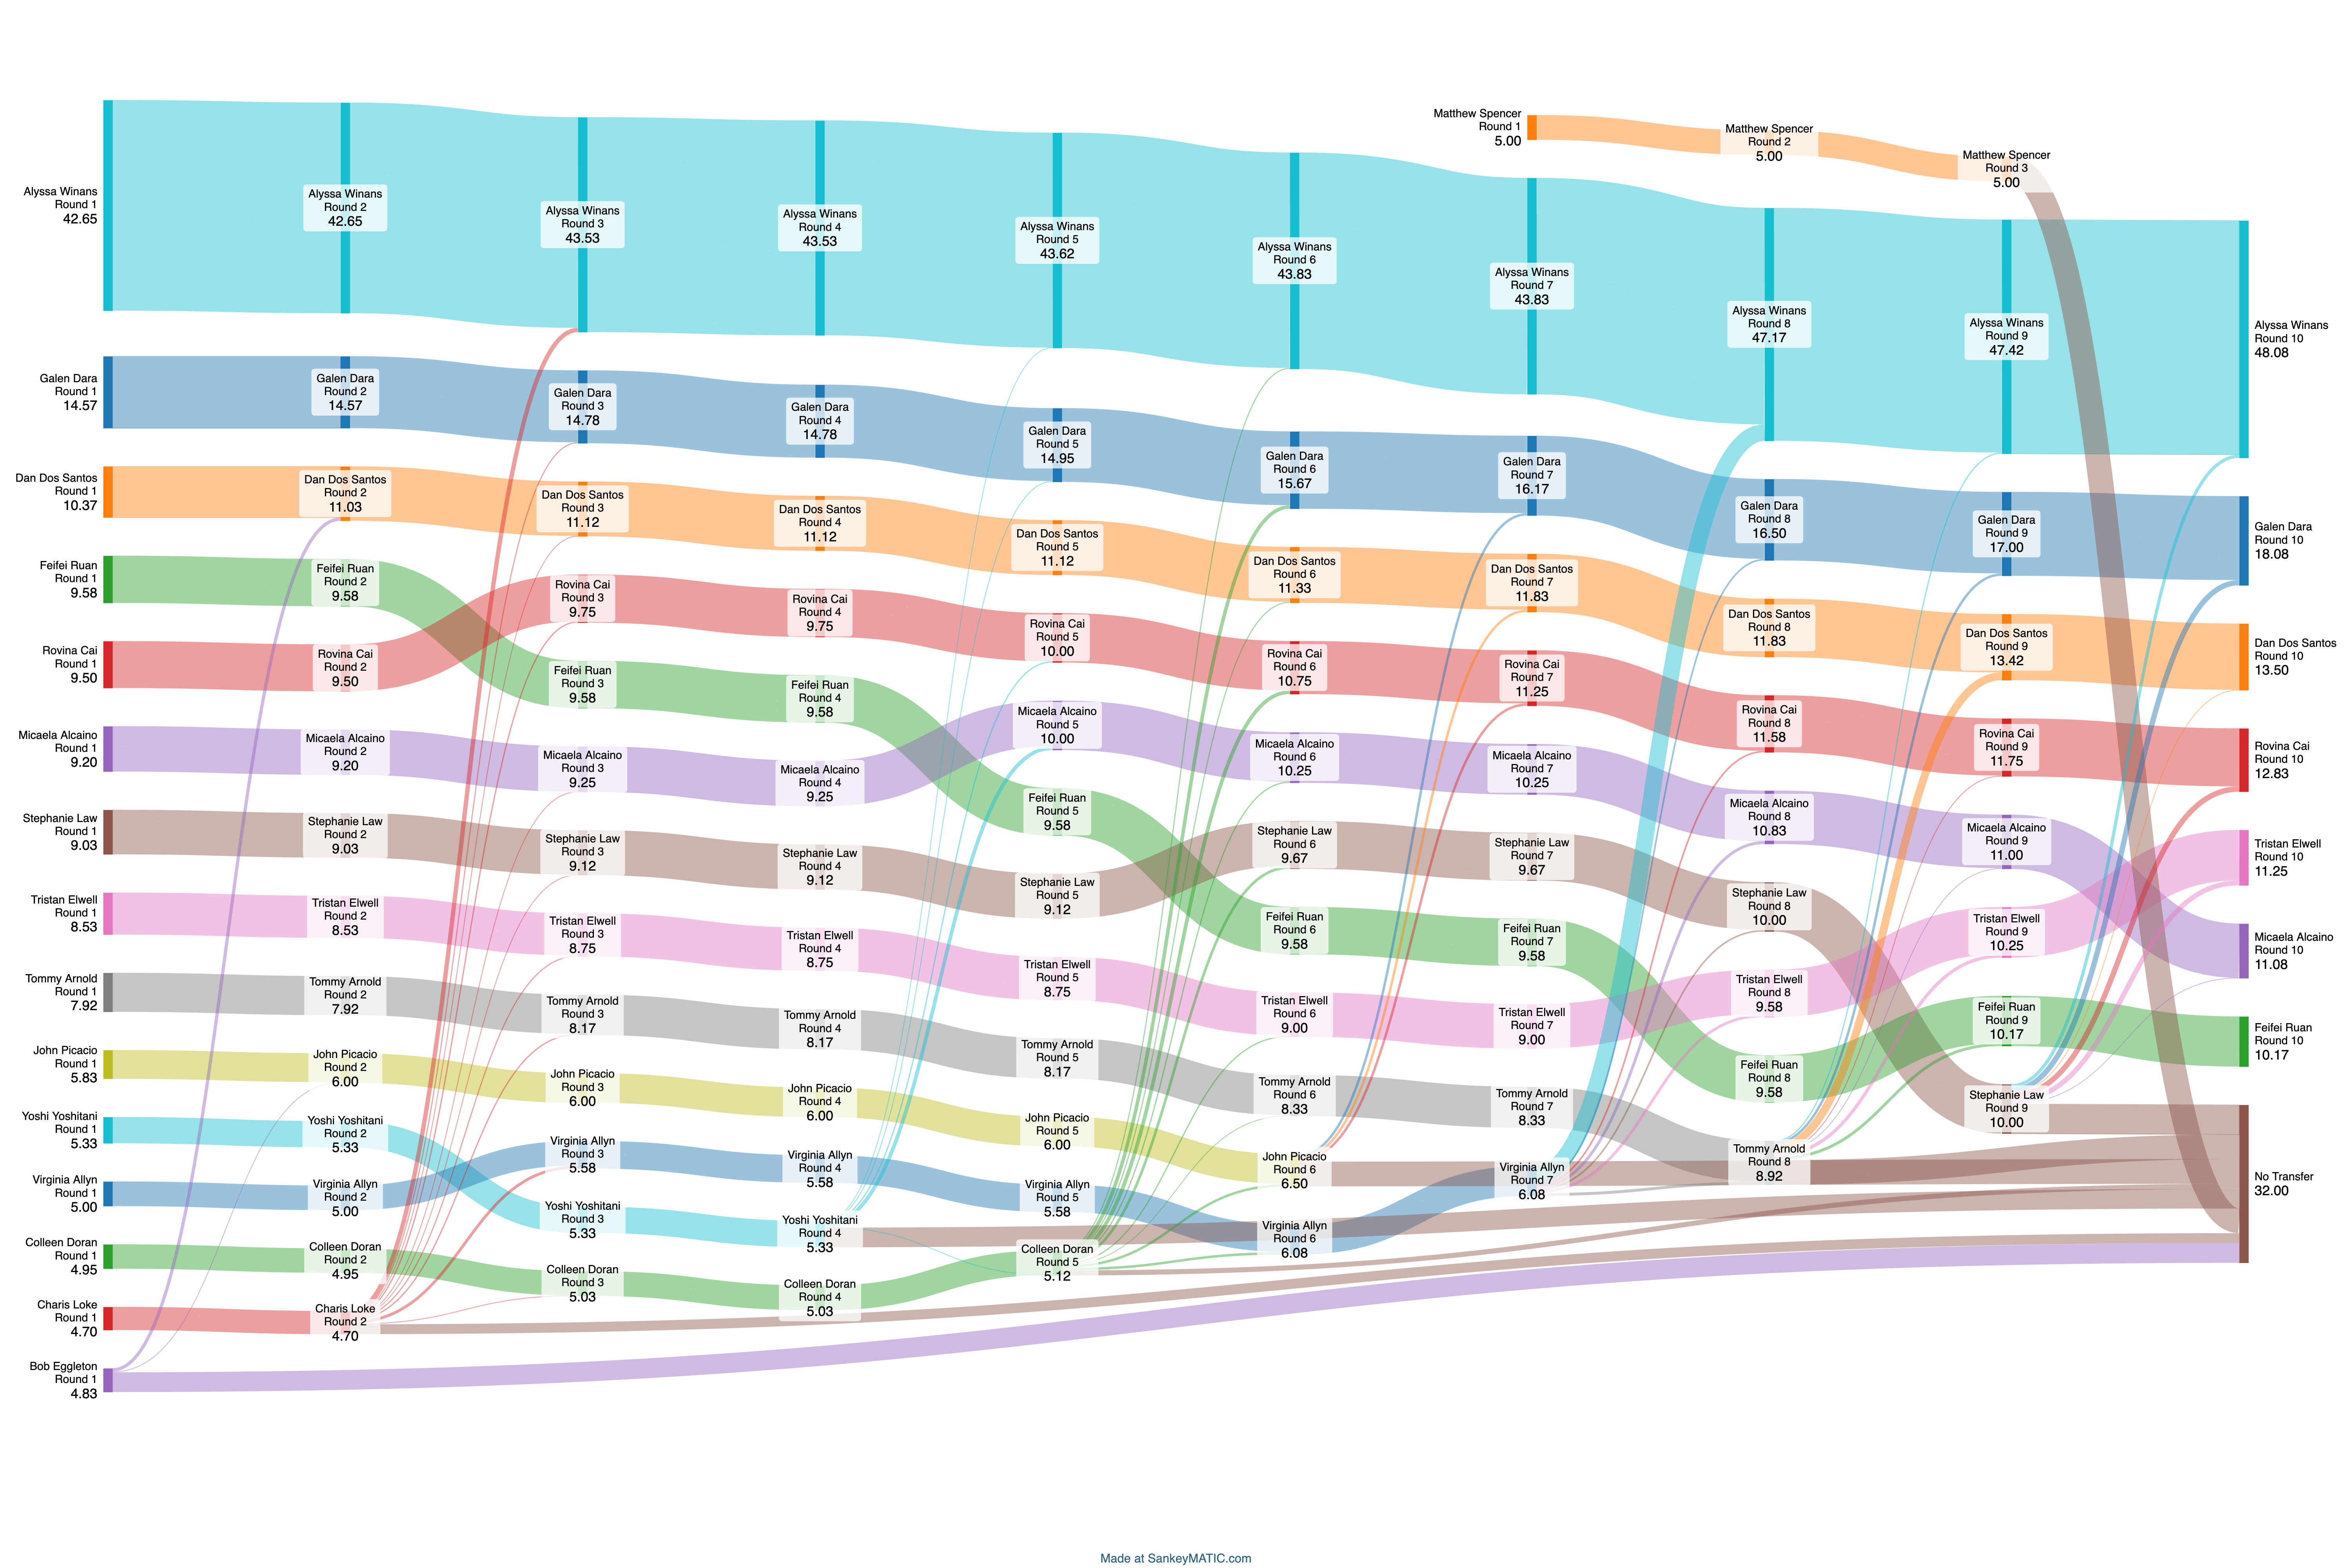 Alyssa Winans
Round 1
42.65
Galen Dara
Round 1
14.57
Dan Dos Santos
Round 1
10.37
Feifei Ruan
Round 1
9.58
Rovina Cai
Round 1
9.50
Micaela Alcaino
Round 1
9.20
Stephanie Law
Round 1
9.03
Tristan Elwell
Round 1
8.53
Tommy Arnold
Round 1
7.92
John Picacio
Round 1
5.83
Yoshi Yoshitani
Round 1
5.33
Virginia Allyn
Round 1
5.00
Colleen Doran
Round 1
4.95
Charis Loke
Round 1
4.70
Bob Eggleton
Round 1
4.83
Alyssa Winans
Round 2
42.65
Galen Dara
Round 2
14.57
Dan Dos Santos
Round 2
11.03
Feifei Ruan
Round 2
9.58
Rovina Cai
Round 2
9.50
Micaela Alcaino
Round 2
9.20
Stephanie Law
Round 2
9.03
Tristan Elwell
Round 2
8.53
Tommy Arnold
Round 2
7.92
John Picacio
Round 2
6.00
Yoshi Yoshitani
Round 2
5.33
Virginia Allyn
Round 2
5.00
Colleen Doran
Round 2
4.95
Charis Loke
Round 2
4.70
Alyssa Winans
Round 3
43.53
Galen Dara
Round 3
14.78
Dan Dos Santos
Round 3
11.12
Rovina Cai
Round 3
9.75
Feifei Ruan
Round 3
9.58
Micaela Alcaino
Round 3
9.25
Stephanie Law
Round 3
9.12
Tristan Elwell
Round 3
8.75
Tommy Arnold
Round 3
8.17
John Picacio
Round 3
6.00
Virginia Allyn
Round 3
5.58
Yoshi Yoshitani
Round 3
5.33
Colleen Doran
Round 3
5.03
Alyssa Winans
Round 4
43.53
Galen Dara
Round 4
14.78
Dan Dos Santos
Round 4
11.12
Rovina Cai
Round 4
9.75
Feifei Ruan
Round 4
9.58
Micaela Alcaino
Round 4
9.25
Stephanie Law
Round 4
9.12
Tristan Elwell
Round 4
8.75
Tommy Arnold
Round 4
8.17
John Picacio
Round 4
6.00
Virginia Allyn
Round 4
5.58
Yoshi Yoshitani
Round 4
5.33
Colleen Doran
Round 4
5.03
Alyssa Winans
Round 5
43.62
Galen Dara
Round 5
14.95
Dan Dos Santos
Round 5
11.12
Rovina Cai
Round 5
10.00
Micaela Alcaino
Round 5
10.00
Feifei Ruan
Round 5
9.58
Stephanie Law
Round 5
9.12
Tristan Elwell
Round 5
8.75
Tommy Arnold
Round 5
8.17
John Picacio
Round 5
6.00
Virginia Allyn
Round 5
5.58
Colleen Doran
Round 5
5.12
Alyssa Winans
Round 6
43.83
Galen Dara
Round 6
15.67
Dan Dos Santos
Round 6
11.33
Rovina Cai
Round 6
10.75
Micaela Alcaino
Round 6
10.25
Stephanie Law
Round 6
9.67
Feifei Ruan
Round 6
9.58
Tristan Elwell
Round 6
9.00
Tommy Arnold
Round 6
8.33
John Picacio
Round 6
6.50
Virginia Allyn
Round 6
6.08
Matthew Spencer
Round 1
5.00
Alyssa Winans
Round 7
43.83
Galen Dara
Round 7
16.17
Dan Dos Santos
Round 7
11.83
Rovina Cai
Round 7
11.25
Micaela Alcaino
Round 7
10.25
Stephanie Law
Round 7
9.67
Feifei Ruan
Round 7
9.58
Tristan Elwell
Round 7
9.00
Tommy Arnold
Round 7
8.33
Virginia Allyn
Round 7
6.08
Matthew Spencer
Round 2
5.00
Alyssa Winans
Round 8
47.17
Galen Dara
Round 8
16.50
Dan Dos Santos
Round 8
11.83
Rovina Cai
Round 8
11.58
Micaela Alcaino
Round 8
10.83
Stephanie Law
Round 8
10.00
Tristan Elwell
Round 8
9.58
Feifei Ruan
Round 8
9.58
Tommy Arnold
Round 8
8.92
Matthew Spencer
Round 3
5.00
Alyssa Winans
Round 9
47.42
Galen Dara
Round 9
17.00
Dan Dos Santos
Round 9
13.42
Rovina Cai
Round 9
11.75
Micaela Alcaino
Round 9
11.00
Tristan Elwell
Round 9
10.25
Feifei Ruan
Round 9
10.17
Stephanie Law
Round 9
10.00
Alyssa Winans
Round 10
48.08
Galen Dara
Round 10
18.08
Dan Dos Santos
Round 10
13.50
Rovina Cai
Round 10
12.83
Tristan Elwell
Round 10
11.25
Micaela Alcaino
Round 10
11.08
Feifei Ruan
Round 10
10.17
No Transfer
32.00
Made at SankeyMATIC.com